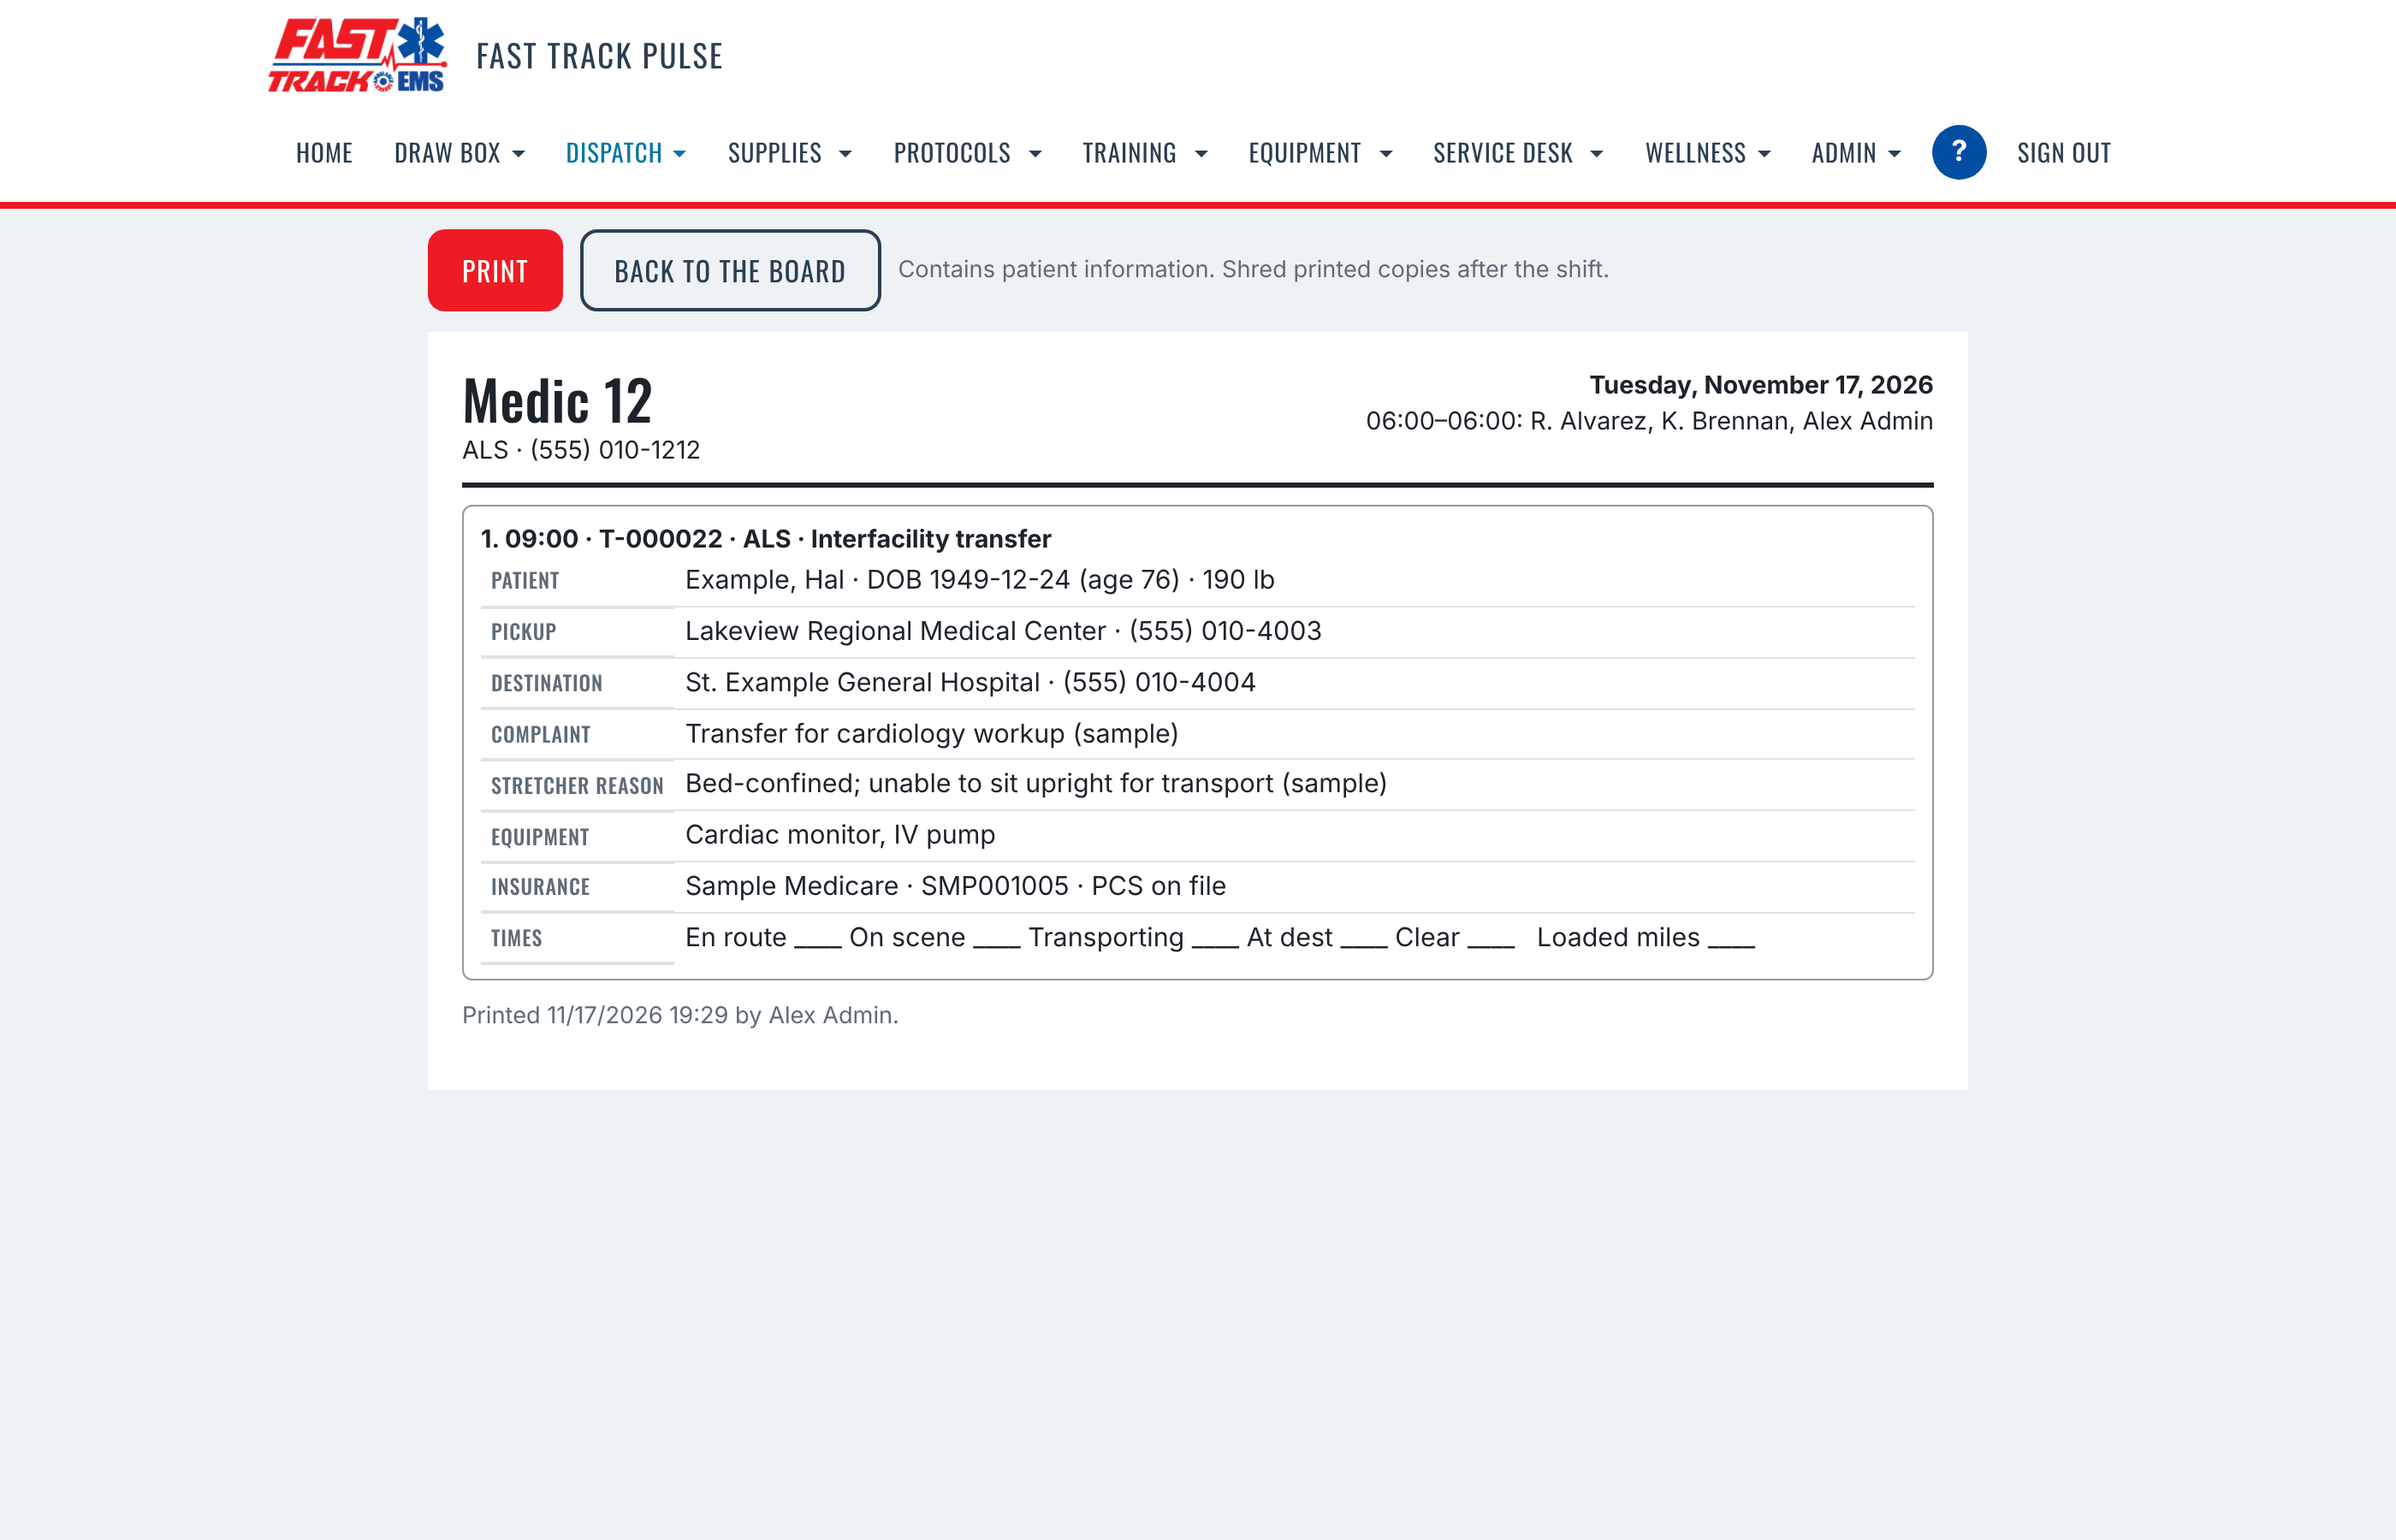 FAST TRACK EMS
FAST TRACK PULSE
HOME DRAW BOX DISPATCH SUPPLIES PROTOCOLS TRAINING EQUIPMENT SERVICE DESK WELLNESS ADMIN ? SIGN OUT
PRINT BACK TO THE BOARD Contains patient information. Shred printed copies after the shift.
Medic 12
ALS · (555) 010-1212
Tuesday, November 17, 2026
06:00–06:00: R. Alvarez, K. Brennan, Alex Admin
1. 09:00 · T-000022 · ALS · Interfacility transfer
PATIENT Example, Hal · DOB 1949-12-24 (age 76) · 190 lb
PICKUP Lakeview Regional Medical Center · (555) 010-4003
DESTINATION St. Example General Hospital · (555) 010-4004
COMPLAINT Transfer for cardiology workup (sample)
STRETCHER REASON Bed-confined; unable to sit upright for transport (sample)
EQUIPMENT Cardiac monitor, IV pump
INSURANCE Sample Medicare · SMP001005 · PCS on file
TIMES En route ____ On scene ____ Transporting ____ At dest ____ Clear ____ Loaded miles ____
Printed 11/17/2026 19:29 by Alex Admin.